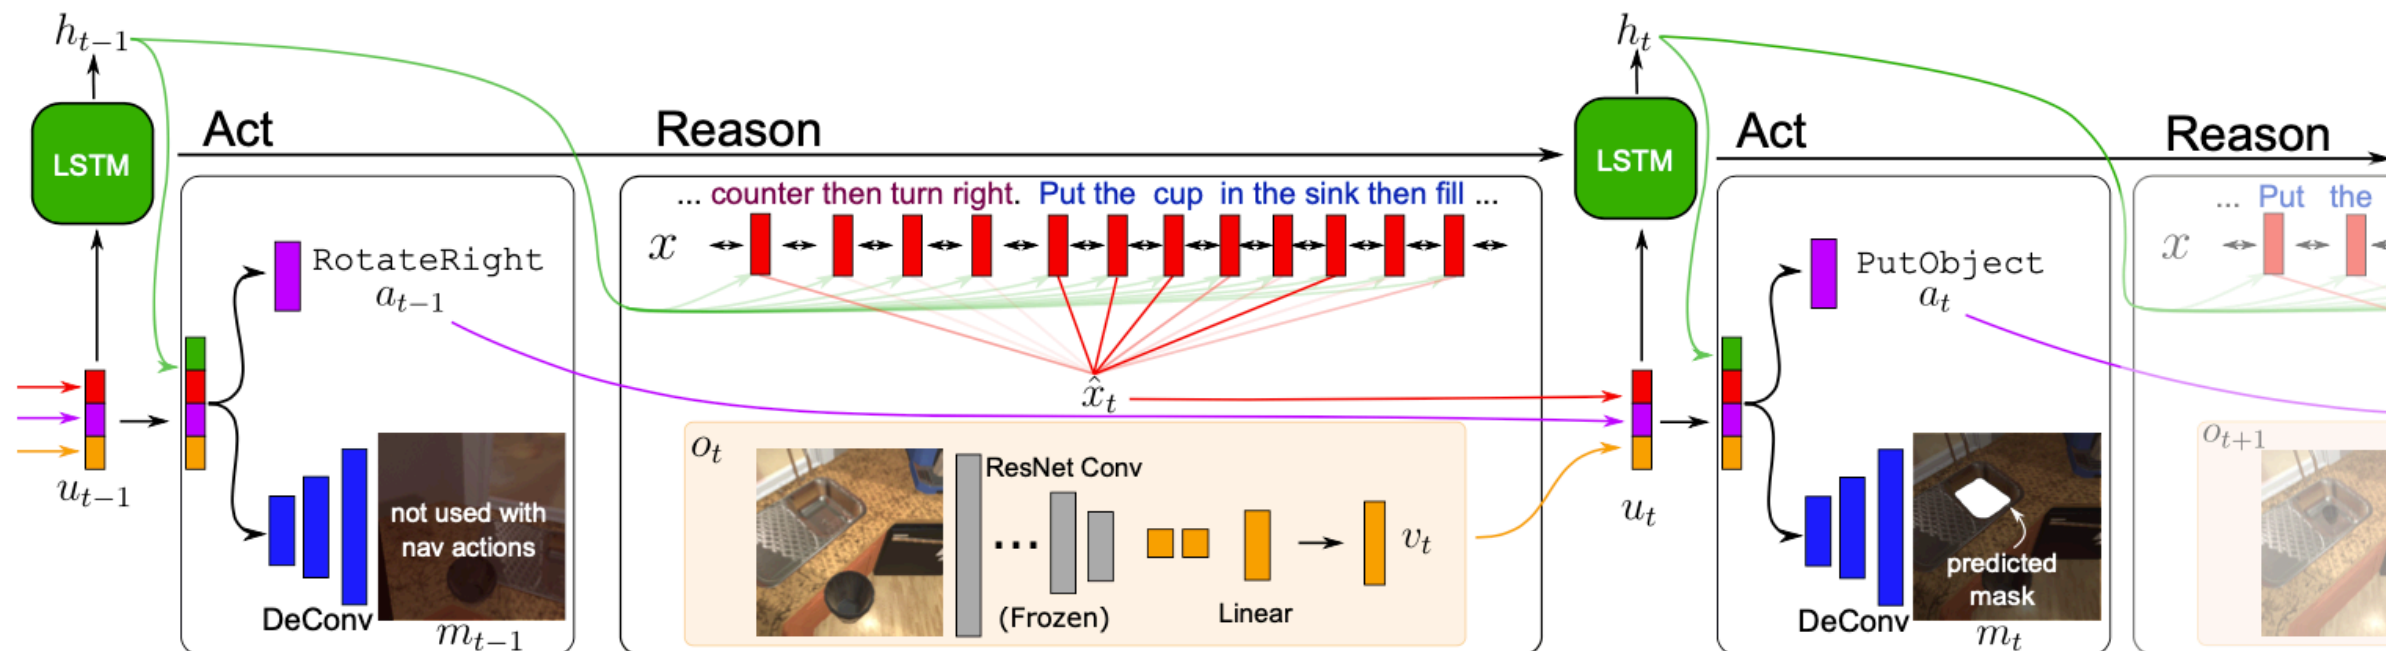 h_{t−1}
h_t
LSTM
Act
Reason
LSTM
Act
Reason
... counter then turn right. Put the cup in the sink then fill ...
... Put the
x
x
RotateRight
a_{t−1}
PutObject
a_t
x̂_t
u_{t−1}
o_t
ResNet Conv
...
(Frozen)
Linear
v_t
u_t
o_{t+1}
not used with
nav actions
DeConv
m_{t−1}
predicted
mask
DeConv
m_t